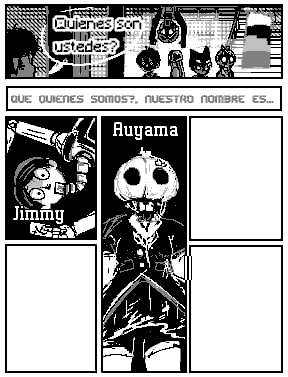 Quienes son
ustedes?
QUE QUIENES SOMOS?, NUESTRO NOMBRE ES...
Auyama
Jimmy